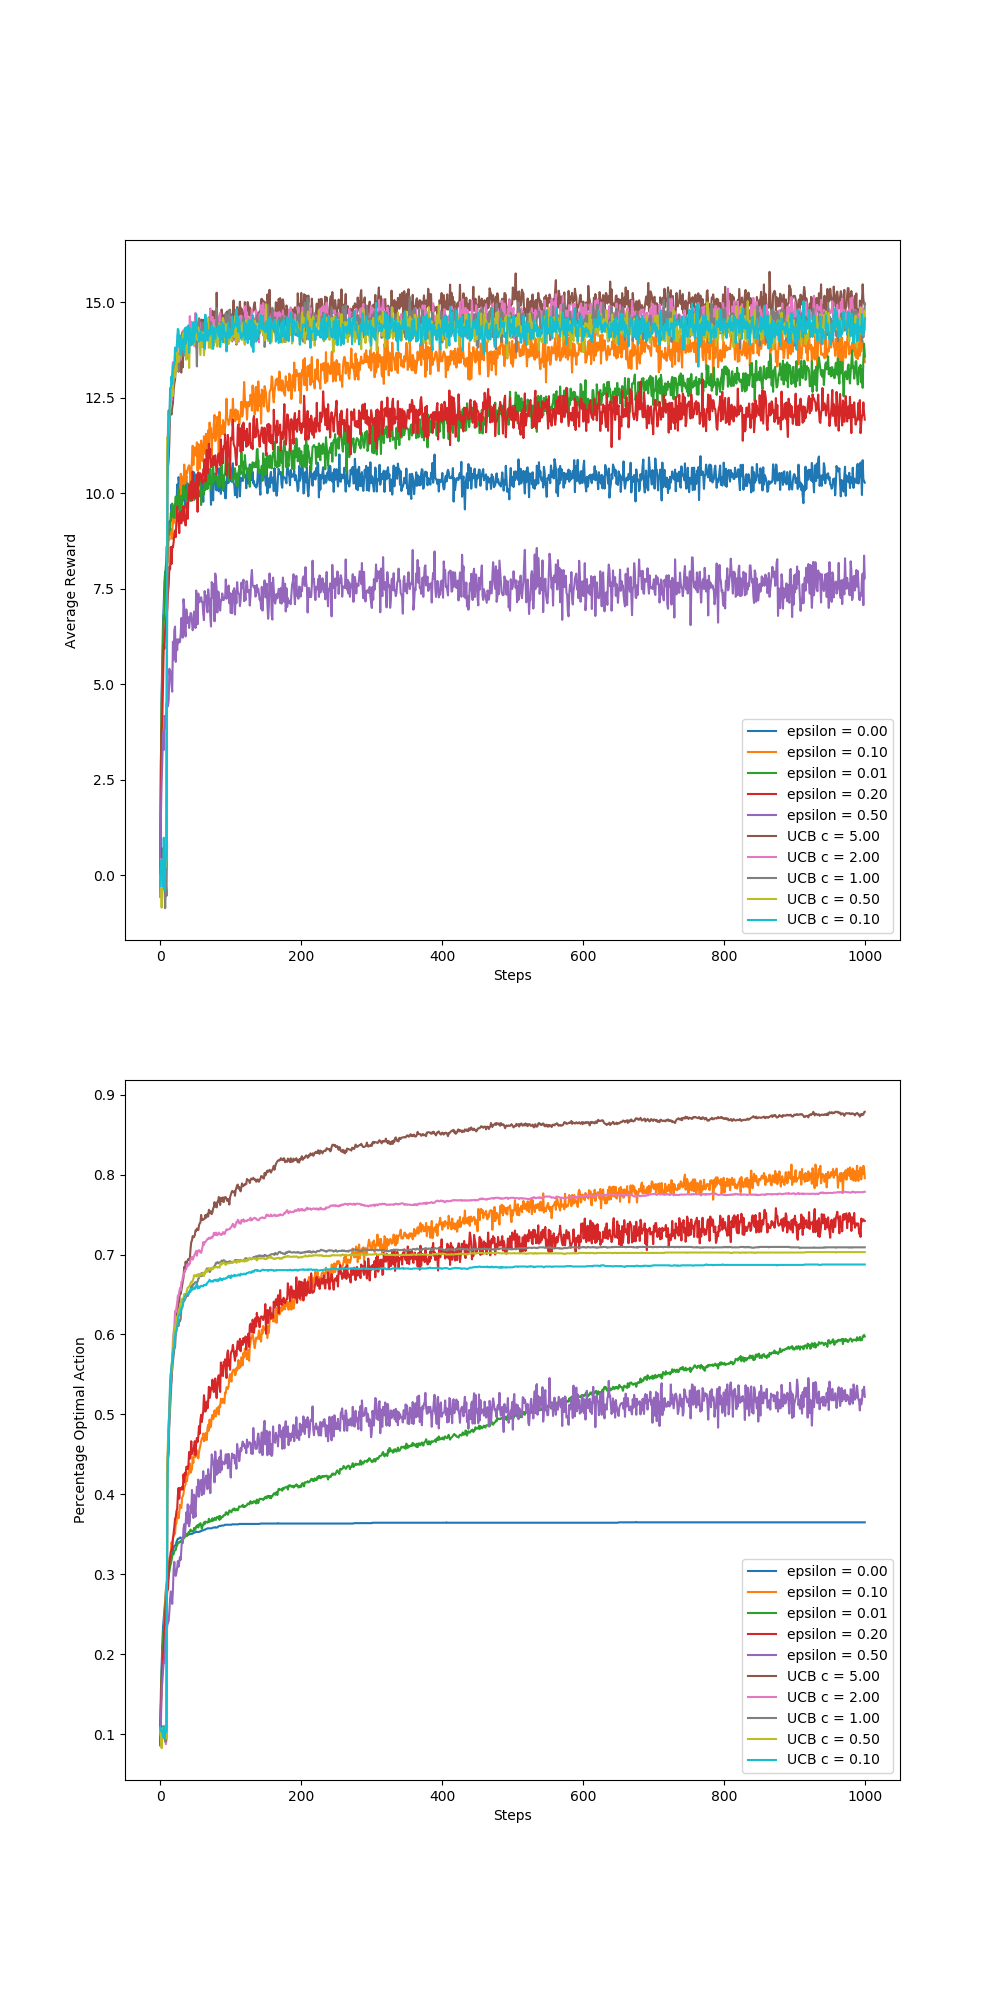 15.0
12.5
10.0
7.5
5.0
2.5
0.0
Average Reward
0 200 400 600 800 1000
Steps
epsilon = 0.00
epsilon = 0.10
epsilon = 0.01
epsilon = 0.20
epsilon = 0.50
UCB c = 5.00
UCB c = 2.00
UCB c = 1.00
UCB c = 0.50
UCB c = 0.10
0.9
0.8
0.7
0.6
0.5
0.4
0.3
0.2
0.1
Percentage Optimal Action
0 200 400 600 800 1000
Steps
epsilon = 0.00
epsilon = 0.10
epsilon = 0.01
epsilon = 0.20
epsilon = 0.50
UCB c = 5.00
UCB c = 2.00
UCB c = 1.00
UCB c = 0.50
UCB c = 0.10